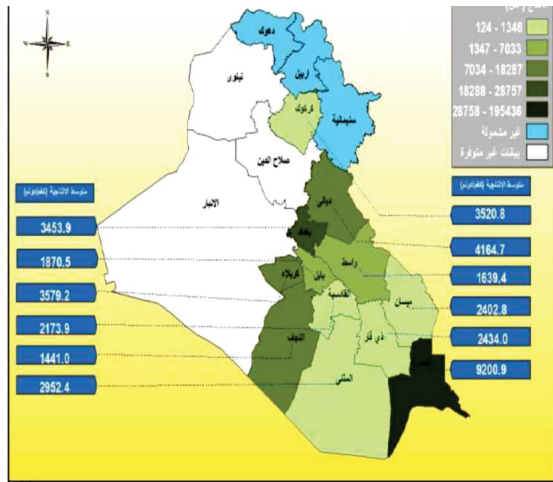 N
124 - 1346
1347 - 7033
7034 - 18287
18288 - 28757
28758 - 195436
غير مشمولة
بيانات غير متوفرة
دهوك
نينوى
اربيل
كركوك
سليمانية
صلاح الدين
الانبار
ديالى
بغداد
واسط
كربلاء
بابل
القادسية
ميسان
النجف
ذي قار
المثنى
متوسط الانتاجية (كغم/دونم)
3453.9
1870.5
3579.2
2173.9
1441.0
2952.4
متوسط الانتاجية (كغم/دونم)
3520.8
4164.7
1639.4
2402.8
2434.0
9200.9